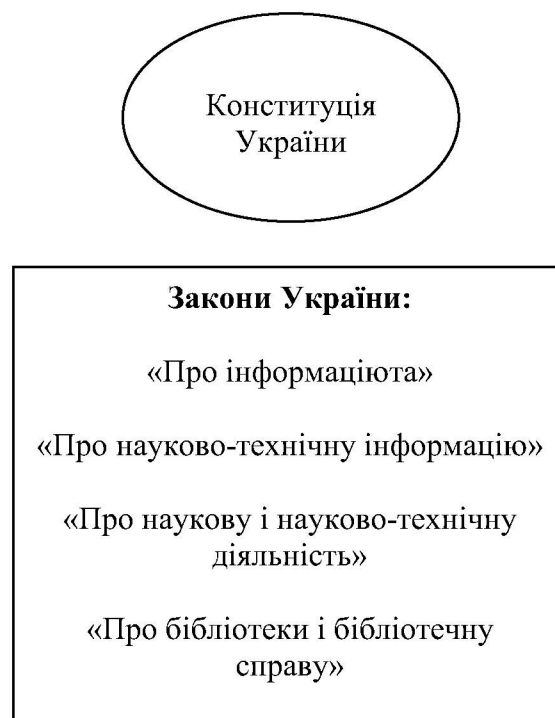 Конституція
України
Закони України:
«Про інформаціюта»
«Про науково-технічну інформацію»
«Про наукову і науково-технічну
діяльність»
«Про бібліотеки і бібліотечну
справу»